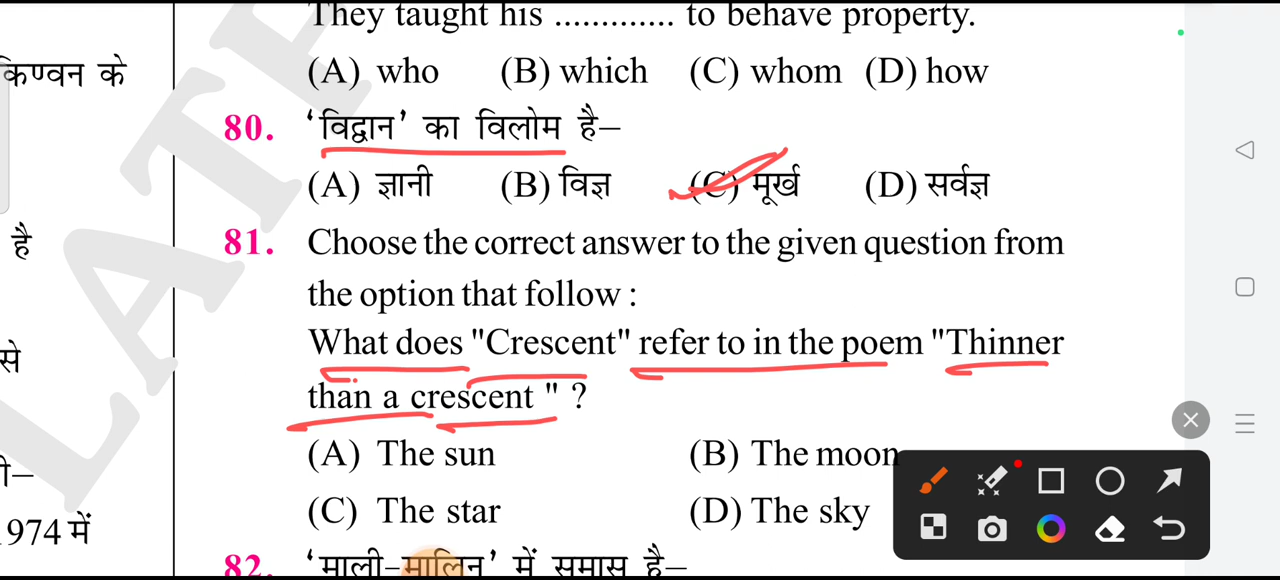 They taught his ............. to behave property.
(A) who (B) which (C) whom (D) how
किण्वन के
80. ‘विद्वान’ का विलोम है–
(A) ज्ञानी (B) विज्ञ (C) मूर्ख (D) सर्वज्ञ
81. Choose the correct answer to the given question from
है
the option that follow :
What does "Crescent" refer to in the poem "Thinner
से
than a crescent " ?
(A) The sun (B) The moon
(C) The star (D) The sky
974 में
82. ‘माली-मालिन’ में समास है–